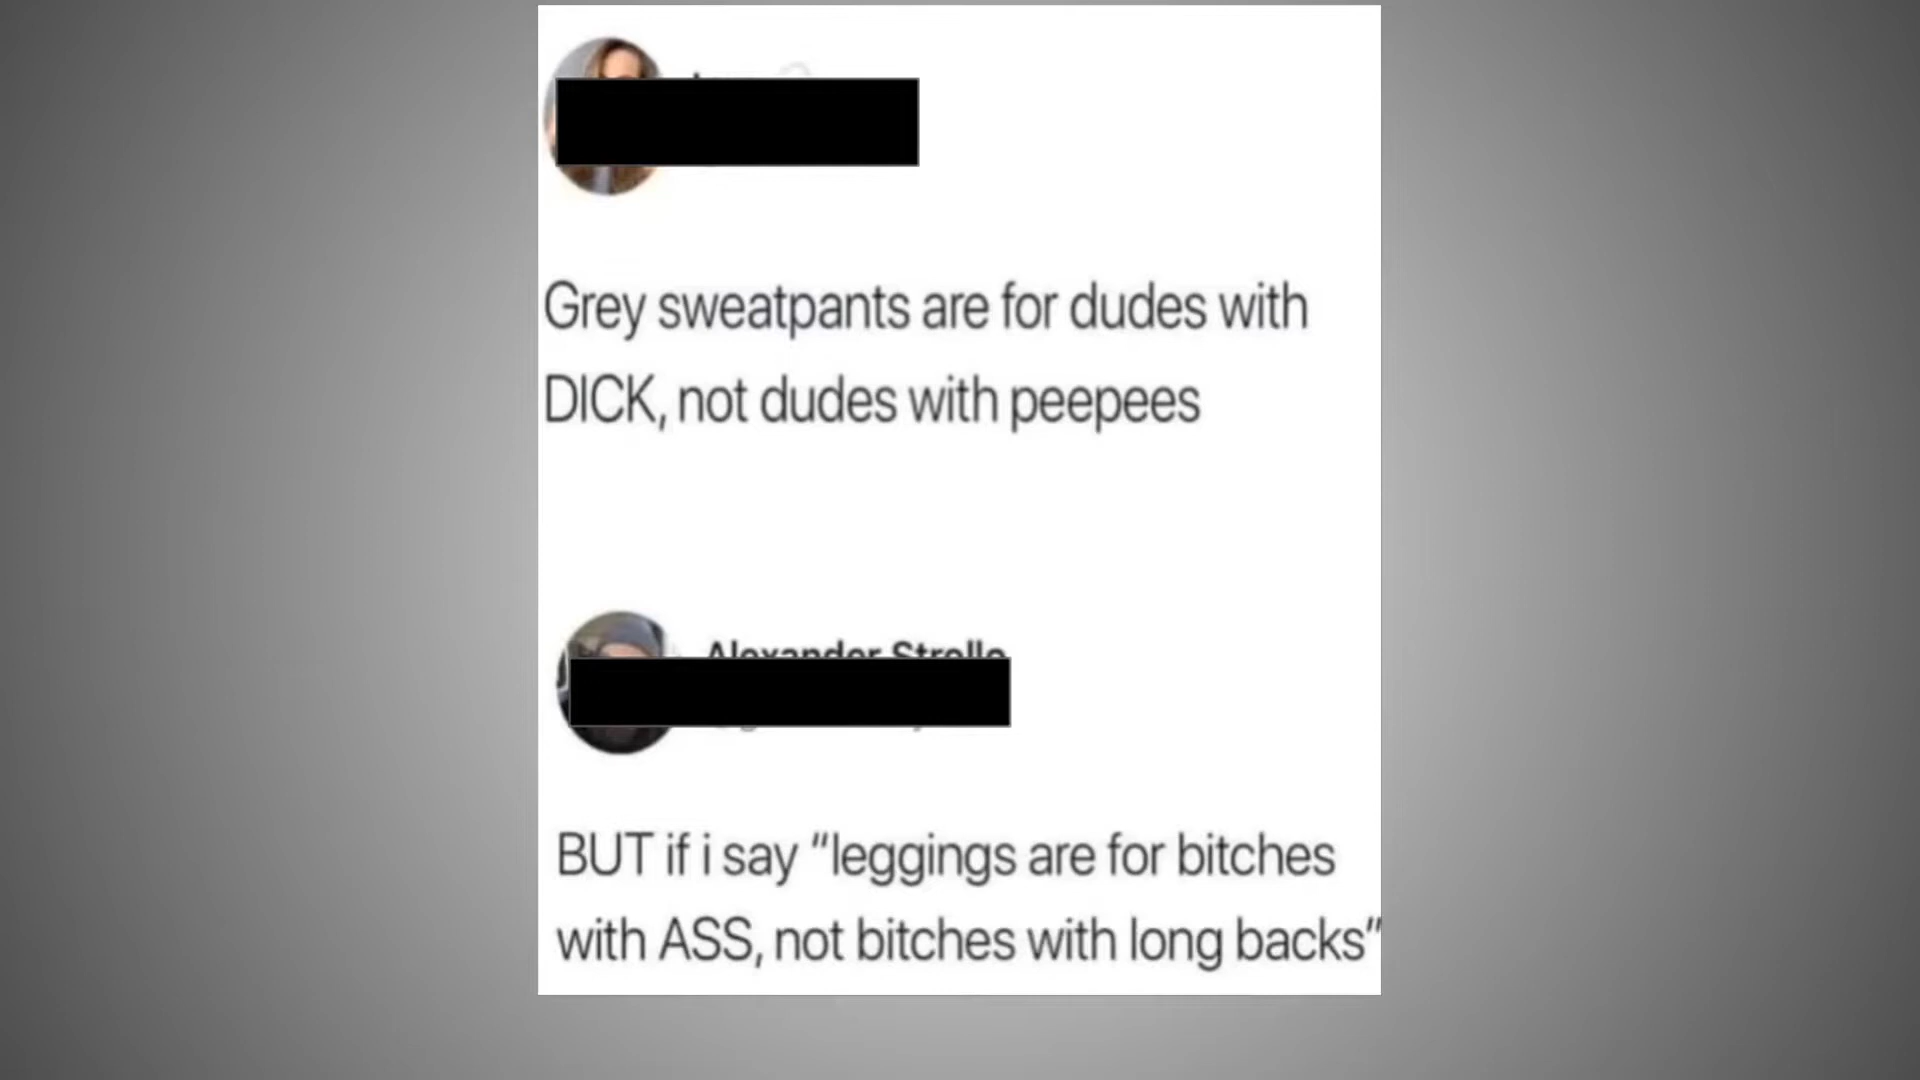 Grey sweatpants are for dudes with
DICK, not dudes with peepees
BUT if i say “leggings are for bitches
with ASS, not bitches with long backs”